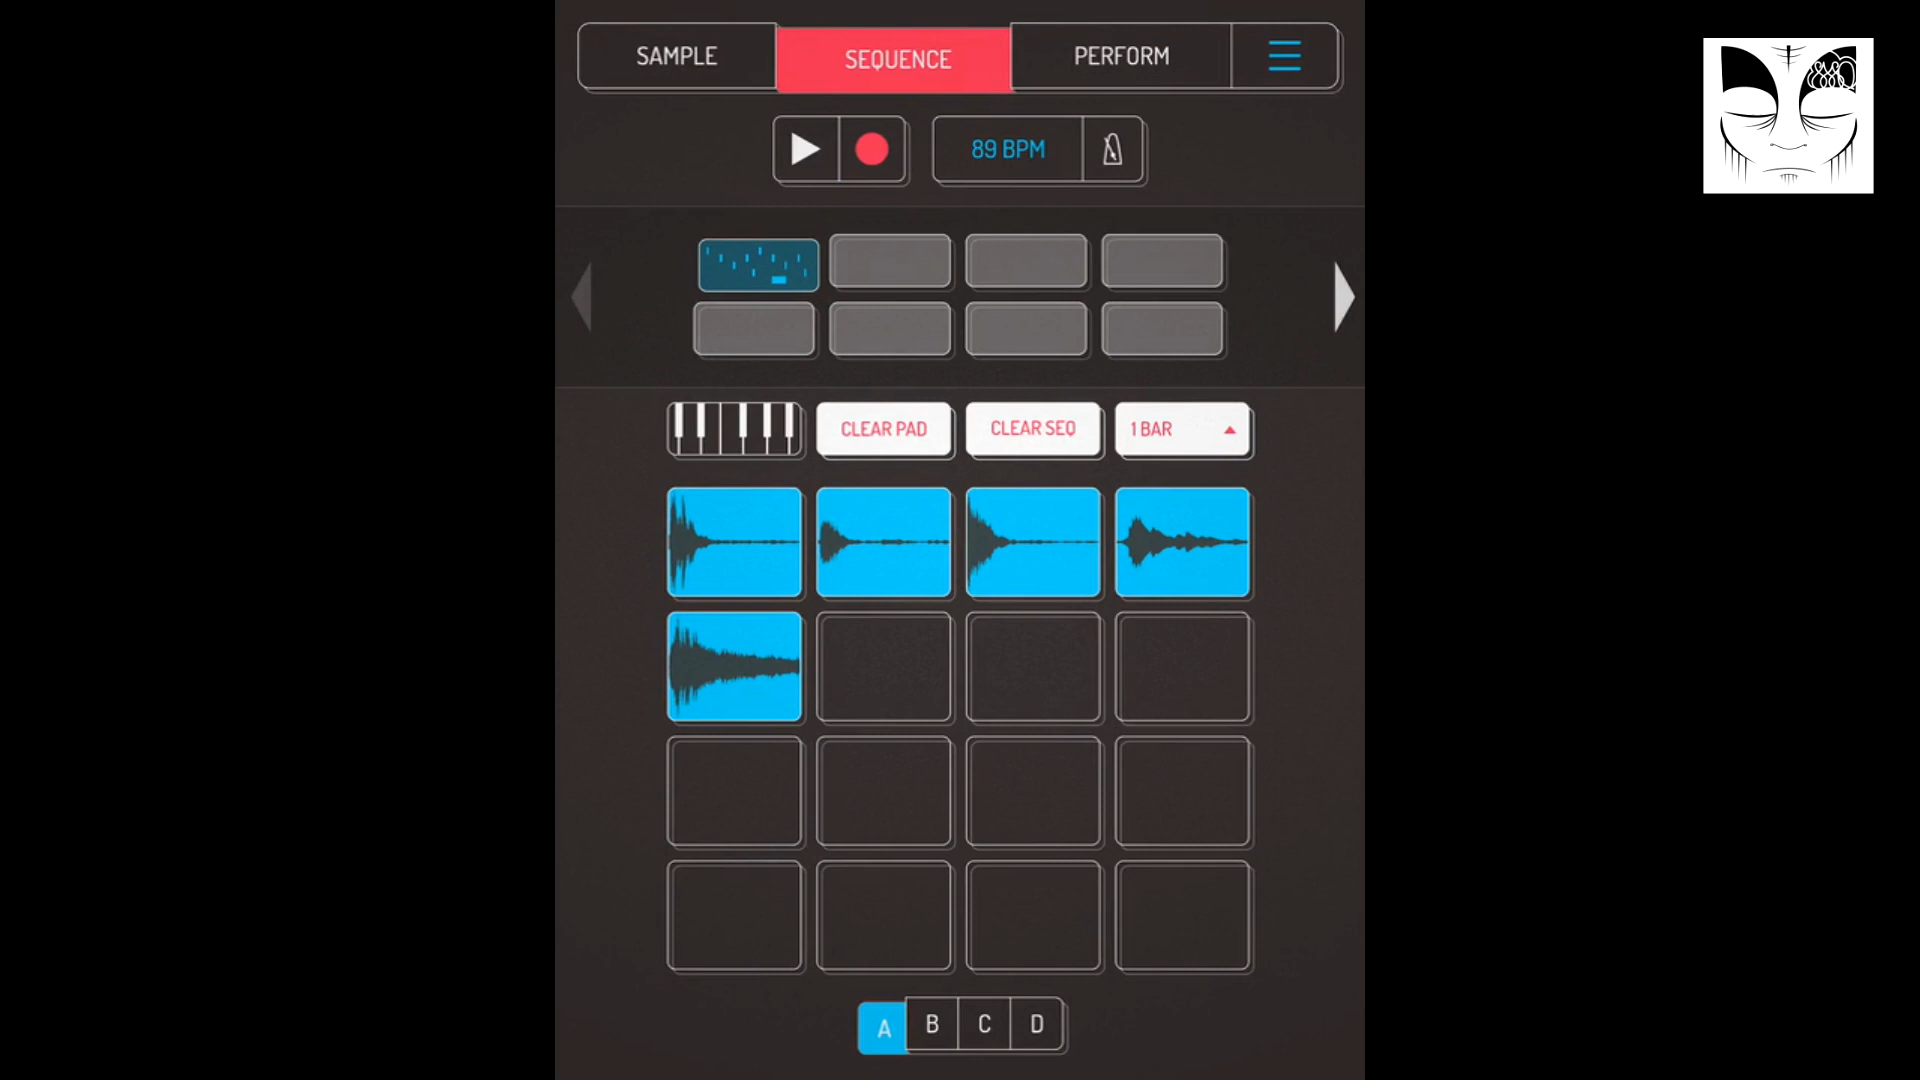 SAMPLE
SEQUENCE
PERFORM
89 BPM
CLEAR PAD
CLEAR SEQ
1 BAR
A
B
C
D